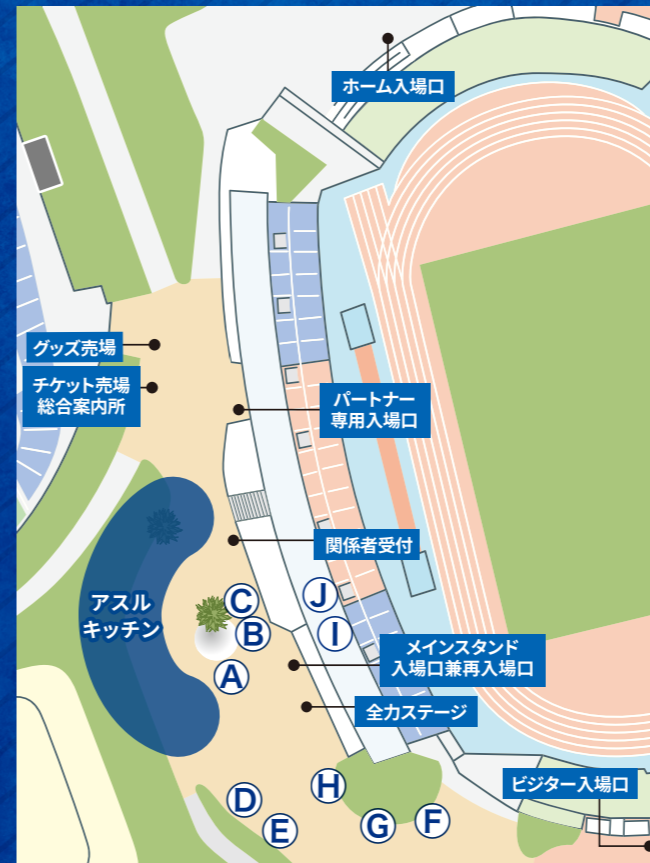 ホーム入場口
グッズ売場
チケット売場
総合案内所
パートナー
専用入場口
関係者受付
アスル
キッチン
C
J
B
I
メインスタンド
入場口兼再入場口
A
全力ステージ
H
ビジター入場口
D
G
F
E